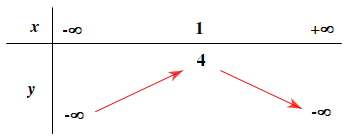 x -∞ 1 +∞
4
y
-∞ -∞